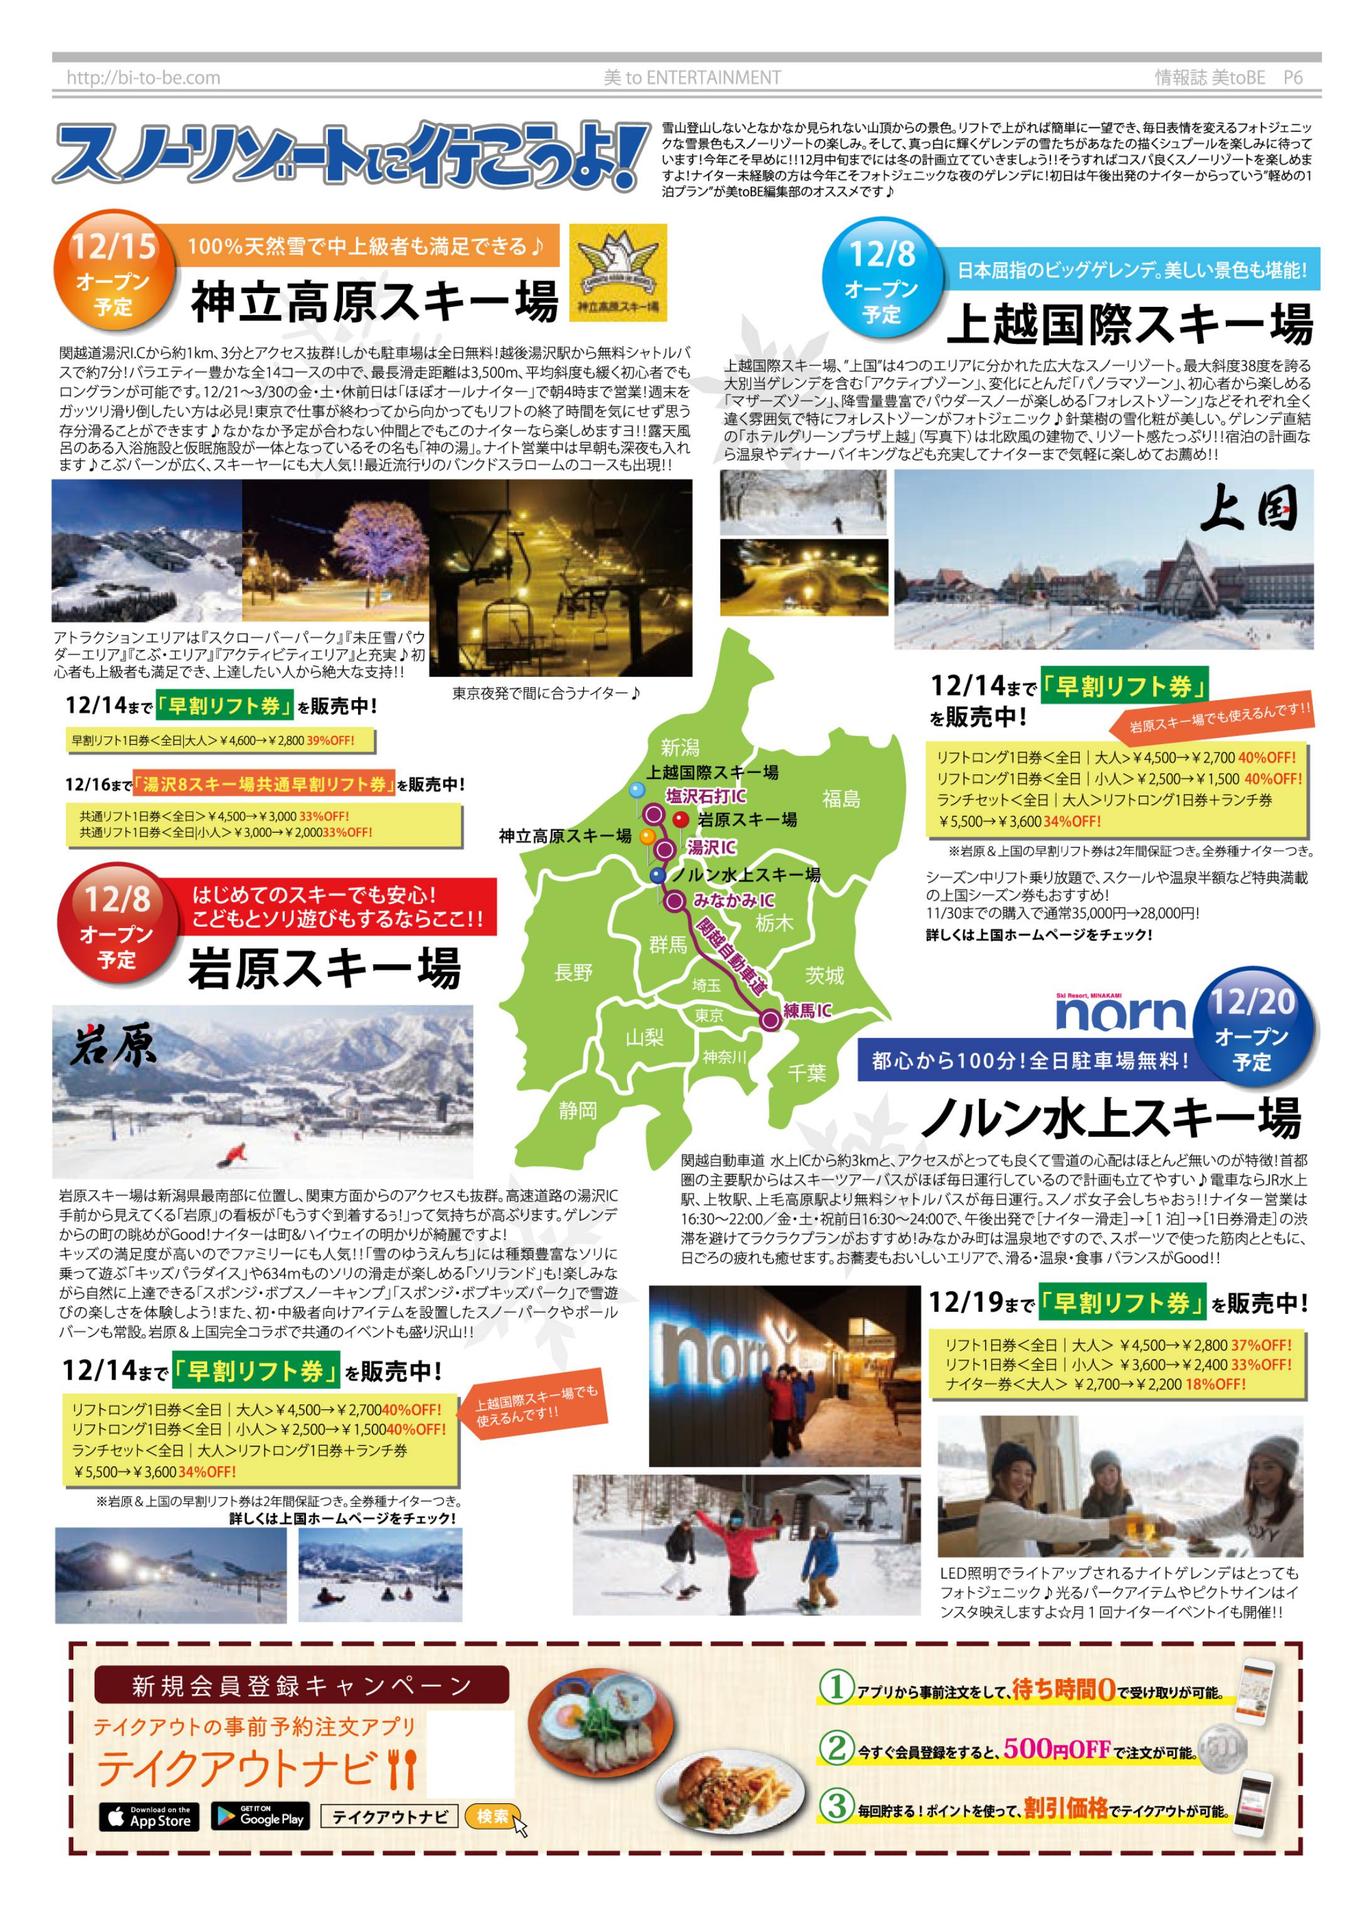 http://bi-to-be.com
美 to ENTERTAINMENT
情報誌 美toBE P6
スノーリゾートに行こうよ!
雪山登山しないとなかなか見られない山頂からの景色。リフトで上がれば簡単に一望でき、毎日表情を変えるフォトジェニッ
クな雪景色もスノーリゾートの楽しみ。そして、真っ白に輝くゲレンデの雪たちがあなたの描くシュプールを楽しみに待って
います!今年こそ早めに!!12月中旬までには冬の計画立てていきましょう!!そうすればコスパ良くスノーリゾートを楽しめま
すよ!ナイター未経験の方は今年こそフォトジェニックな夜のゲレンデに!初日は午後出発のナイターからっていう"軽めの1
泊プラン"が美toBE編集部のオススメです♪
12/15
オープン
予定
100%天然雪で中上級者も満足できる♪
神立高原スキー場
神立高原スキー場
関越道湯沢I.Cから約1km、3分とアクセス抜群!しかも駐車場は全日無料!越後湯沢駅から無料シャトルバ
スで約7分!バラエティー豊かな全14コースの中で、最長滑走距離は3,500m、平均斜度も緩く初心者でも
ロングランが可能です。12/21~3/30の金・土・休前日は「ほぼオールナイター」で朝4時まで営業!週末を
ガッツリ滑り倒したい方は必見!東京で仕事が終わってから向かってもリフトの終了時間を気にせず思う
存分滑ることができます♪なかなか予定が合わない仲間とでもこのナイターなら楽しめますヨ!!露天風
呂のある入浴施設と仮眠施設が一体となっているその名も「神の湯」。ナイト営業中は早朝も深夜も入れ
ます♪こぶバーンが広く、スキーヤーにも大人気!!最近流行りのバンクドスラロームのコースも出現!!
アトラクションエリアは『スクローバーパーク』『未圧雪パウ
ダーエリア』『こぶ・エリア』『アクティビティエリア』と充実♪初
心者も上級者も満足でき、上達したい人から絶大な支持!!
東京夜発で間に合うナイター♪
12/14まで「早割リフト券」を販売中!
早割リフト1日券<全日|大人>¥4,600→¥2,800 39%OFF!
12/16まで「湯沢8スキー場共通早割リフト券」を販売中!
共通リフト1日券<全日>¥4,500→¥3,000 33%OFF!
共通リフト1日券<全日|小人>¥3,000→¥2,00033%OFF!
12/8
オープン
予定
日本屈指のビッグゲレンデ。美しい景色も堪能!
上越国際スキー場
上越国際スキー場、"上国"は4つのエリアに分かれた広大なスノーリゾート。最大斜度38度を誇る
大別当ゲレンデを含む「アクティブゾーン」、変化にとんだ「パノラマゾーン」、初心者から楽しめる
「マザーズゾーン」、降雪量豊富でパウダースノーが楽しめる「フォレストゾーン」などそれぞれ全く
違く雰囲気で特にフォレストゾーンがフォトジェニック♪針葉樹の雪化粧が美しい。ゲレンデ直結
の「ホテルグリーンプラザ上越」(写真下)は北欧風の建物で、リゾート感たっぷり!!宿泊の計画な
ら温泉やディナーバイキングなども充実してナイターまで気軽に楽しめてお薦め!!
上国
12/14まで「早割リフト券」
を販売中!
岩原スキー場でも使えるんです!!
リフトロング1日券<全日|大人>¥4,500→¥2,700 40%OFF!
リフトロング1日券<全日|小人>¥2,500→¥1,500 40%OFF!
ランチセット<全日|大人>リフトロング1日券+ランチ券
¥5,500→¥3,600 34%OFF!
※岩原&上国の早割リフト券は2年間保証つき。全券種ナイターつき。
シーズン中リフト乗り放題で、スクールや温泉半額など特典満載
の上国シーズン券もおすすめ!
11/30までの購入で通常35,000円→28,000円!
詳しくは上国ホームページをチェック!
新潟
上越国際スキー場
塩沢石打IC
福島
岩原スキー場
神立高原スキー場
湯沢IC
ノルン水上スキー場
みなかみIC
栃木
群馬
関越自動車道
長野
茨城
埼玉
東京
練馬IC
山梨
神奈川
千葉
静岡
12/8
オープン
予定
はじめてのスキーでも安心!
こどもとソリ遊びもするならここ!!
岩原スキー場
岩原
岩原スキー場は新潟県最南部に位置し、関東方面からのアクセスも抜群。高速道路の湯沢IC
手前から見えてくる「岩原」の看板が「もうすぐ到着するぅ!」って気持ちが高ぶります。ゲレンデ
からの町の眺めがGood!ナイターは町&ハイウェイの明かりが綺麗ですよ!
キッズの満足度が高いのでファミリーにも人気!!「雪のゆうえんち」には種類豊富なソリに
乗って遊ぶ「キッズパラダイス」や634mものソリの滑走が楽しめる「ソリランド」も!楽しみな
がら自然に上達できる「スポンジ・ボブスノーキャンプ」「スポンジ・ボブキッズパーク」で雪遊
びの楽しさを体験しよう!また、初・中級者向けアイテムを設置したスノーパークやポール
バーンも常設。岩原&上国完全コラボで共通のイベントも盛り沢山!!
12/14まで「早割リフト券」を販売中!
リフトロング1日券<全日|大人>¥4,500→¥2,70040%OFF!
リフトロング1日券<全日|小人>¥2,500→¥1,50040%OFF!
ランチセット<全日|大人>リフトロング1日券+ランチ券
¥5,500→¥3,600 34%OFF!
上越国際スキー場でも
使えるんです!!
※岩原&上国の早割リフト券は2年間保証つき。全券種ナイターつき。
詳しくは上国ホームページをチェック!
Ski Resort, MINAKAMI
norn
12/20
オープン
予定
都心から100分!全日駐車場無料!
ノルン水上スキー場
関越自動車道 水上ICから約3kmと、アクセスがとっても良くて雪道の心配はほとんど無いのが特徴!首都
圏の主要駅からはスキーツアーバスがほぼ毎日運行しているので計画も立てやすい♪電車ならJR水上
駅、上牧駅、上毛高原駅より無料シャトルバスが毎日運行。スノボ女子会しちゃおぅ!!ナイター営業は
16:30~22:00/金・土・祝前日16:30~24:00で、午後出発で[ナイター滑走]→[1泊]→[1日券滑走]の渋
滞を避けてラクラクプランがおすすめ!みなかみ町は温泉地ですので、スポーツで使った筋肉とともに、
日ごろの疲れも癒せます。お蕎麦もおいしいエリアで、滑る・温泉・食事 バランスがGood!!
norn
12/19まで「早割リフト券」を販売中!
リフト1日券<全日|大人> ¥4,500→¥2,800 37%OFF!
リフト1日券<全日|小人> ¥3,600→¥2,400 33%OFF!
ナイター券<大人> ¥2,700→¥2,200 18%OFF!
LED照明でライトアップされるナイトゲレンデはとっても
フォトジェニック♪光るパークアイテムやピクトサインはイ
ンスタ映えしますよ☆月1回ナイターイベントイも開催!!
新規会員登録キャンペーン
テイクアウトの事前予約注文アプリ
テイクアウトナビ
Download on the
App Store
GET IT ON
Google Play
テイクアウトナビ
検索
① アプリから事前注文をして、待ち時間0で受け取りが可能。
② 今すぐ会員登録をすると、500円OFFで注文が可能。
③ 毎回貯まる!ポイントを使って、割引価格でテイクアウトが可能。